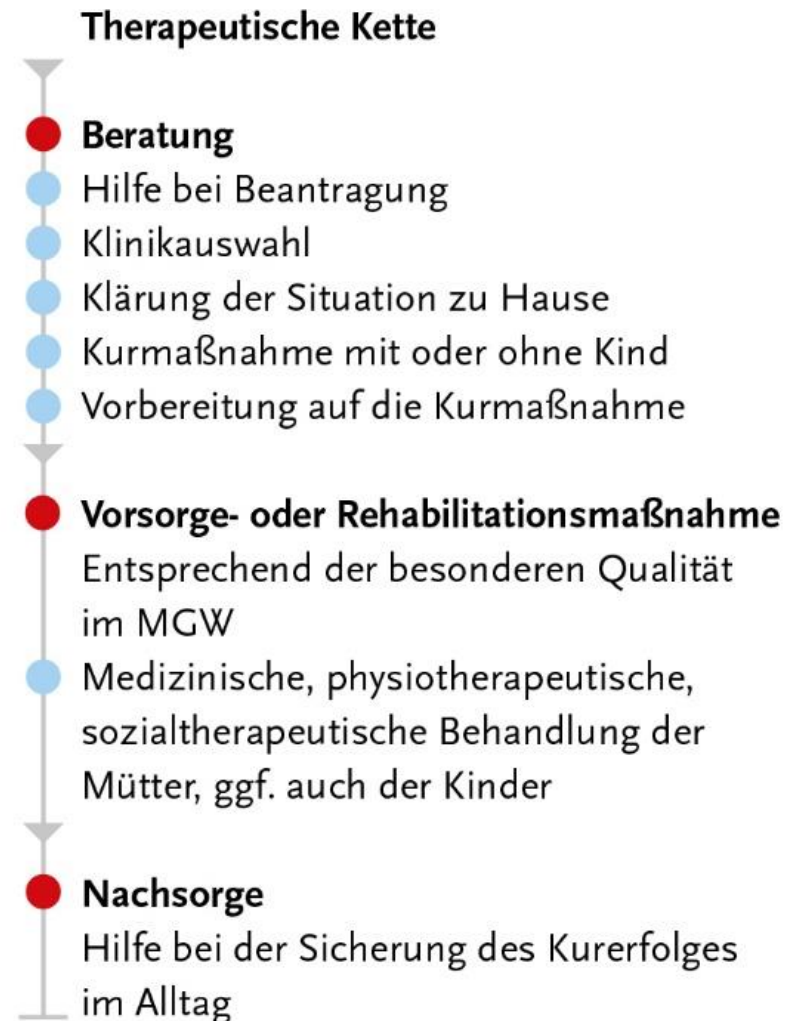 Therapeutische Kette
Beratung
Hilfe bei Beantragung
Klinikauswahl
Klärung der Situation zu Hause
Kurmaßnahme mit oder ohne Kind
Vorbereitung auf die Kurmaßnahme
Vorsorge- oder Rehabilitationsmaßnahme
Entsprechend der besonderen Qualität
im MGW
Medizinische, physiotherapeutische,
sozialtherapeutische Behandlung der
Mütter, ggf. auch der Kinder
Nachsorge
Hilfe bei der Sicherung des Kurerfolges
im Alltag